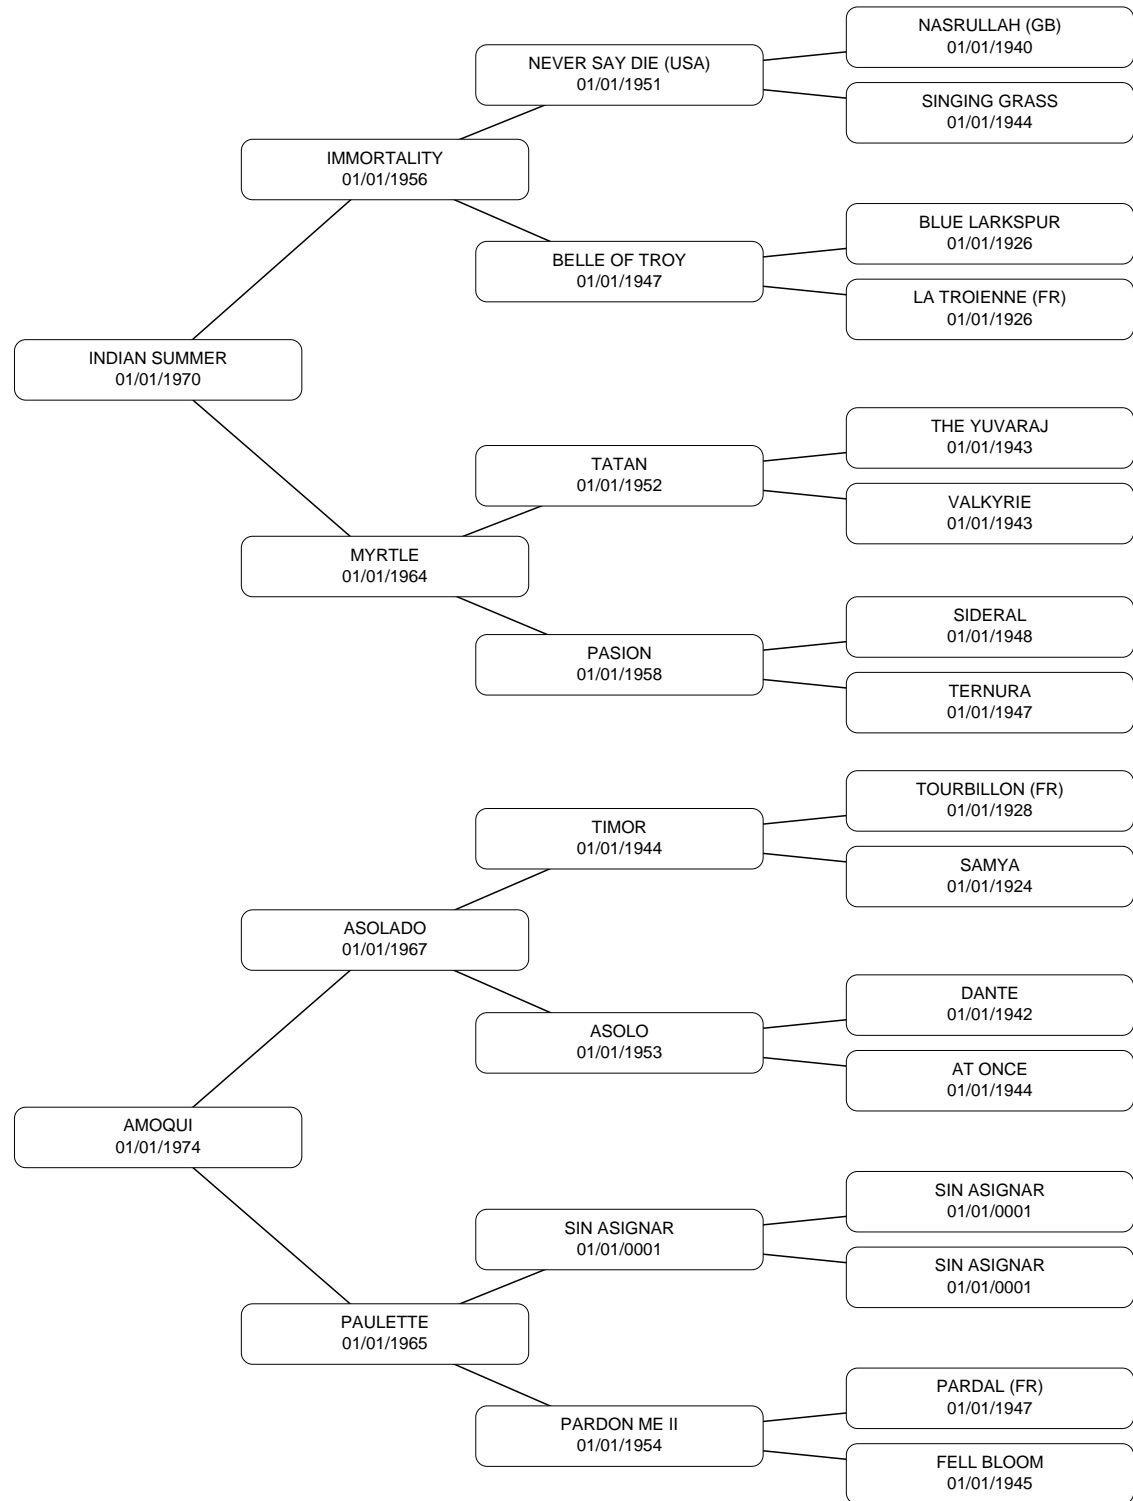 NASRULLAH (GB)
01/01/1940
NEVER SAY DIE (USA)
01/01/1951
SINGING GRASS
01/01/1944
IMMORTALITY
01/01/1956
BLUE LARKSPUR
01/01/1926
BELLE OF TROY
01/01/1947
LA TROIENNE (FR)
01/01/1926
INDIAN SUMMER
01/01/1970
THE YUVARAJ
01/01/1943
TATAN
01/01/1952
VALKYRIE
01/01/1943
MYRTLE
01/01/1964
SIDERAL
01/01/1948
PASION
01/01/1958
TERNURA
01/01/1947
TOURBILLON (FR)
01/01/1928
TIMOR
01/01/1944
SAMYA
01/01/1924
ASOLADO
01/01/1967
DANTE
01/01/1942
ASOLO
01/01/1953
AT ONCE
01/01/1944
AMOQUI
01/01/1974
SIN ASIGNAR
01/01/0001
SIN ASIGNAR
01/01/0001
SIN ASIGNAR
01/01/0001
PAULETTE
01/01/1965
PARDAL (FR)
01/01/1947
PARDON ME II
01/01/1954
FELL BLOOM
01/01/1945